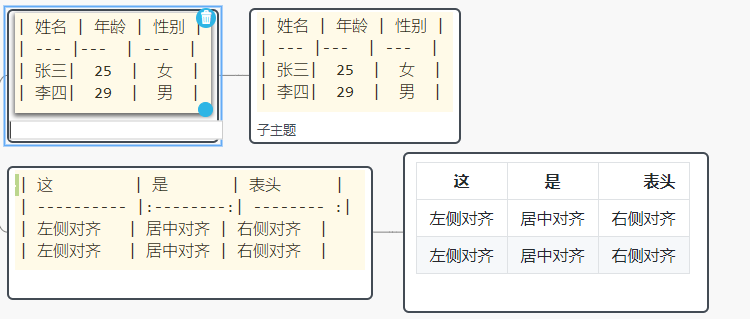 | 姓名 | 年龄 | 性别 |
| --- |--- | --- |
| 张三| 25 | 女 |
| 李四| 29 | 男 |
| 姓名 | 年龄 | 性别 |
| --- | --- | --- |
| 张三| 25 | 女 |
| 李四| 29 | 男 |
子主题
| 这 | 是 | 表头 |
| ---------- |:--------:| -------- :|
| 左侧对齐 | 居中对齐 | 右侧对齐 |
| 左侧对齐 | 居中对齐 | 右侧对齐 |
这 是 表头
左侧对齐 居中对齐 右侧对齐
左侧对齐 居中对齐 右侧对齐